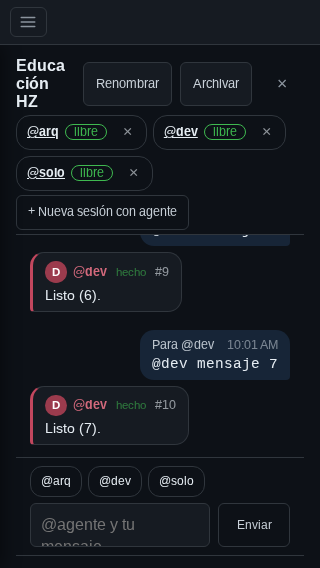 Educa
ción
HZ
Renombrar
Archivar
×
@arq libre × @dev libre ×
@solo libre ×
+ Nueva sesión con agente
D @dev hecho #9
Listo (6).
Para @dev 10:01 AM
@dev mensaje 7
D @dev hecho #10
Listo (7).
@arq @dev @solo
@agente y tu
mensaje
Enviar